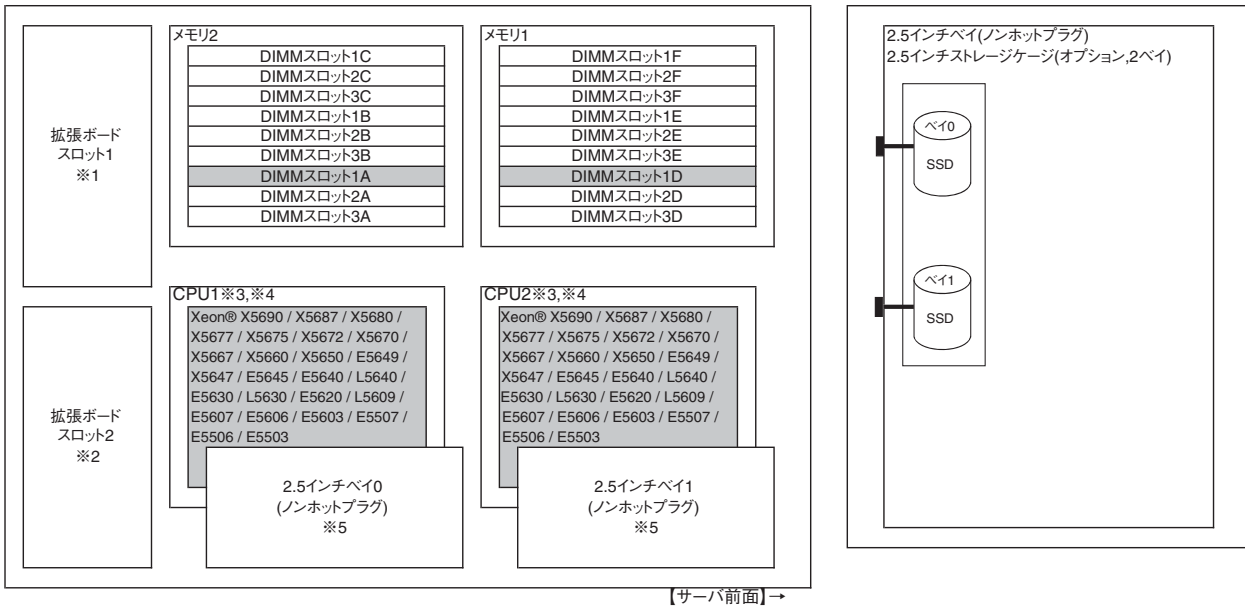 拡張ボード
スロット1
※1
メモリ2
DIMMスロット1C
DIMMスロット2C
DIMMスロット3C
DIMMスロット1B
DIMMスロット2B
DIMMスロット3B
DIMMスロット1A
DIMMスロット2A
DIMMスロット3A
メモリ1
DIMMスロット1F
DIMMスロット2F
DIMMスロット3F
DIMMスロット1E
DIMMスロット2E
DIMMスロット3E
DIMMスロット1D
DIMMスロット2D
DIMMスロット3D
拡張ボード
スロット2
※2
CPU1※3,※4
Xeon® X5690 / X5687 / X5680 /
X5677 / X5675 / X5672 / X5670 /
X5667 / X5660 / X5650 / E5649 /
X5647 / E5645 / E5640 / L5640 /
E5630 / L5630 / E5620 / L5609 /
E5607 / E5606 / E5603 / E5507 /
E5506 / E5503
2.5インチベイ0
(ノンホットプラグ)
※5
CPU2※3,※4
Xeon® X5690 / X5687 / X5680 /
X5677 / X5675 / X5672 / X5670 /
X5667 / X5660 / X5650 / E5649 /
X5647 / E5645 / E5640 / L5640 /
E5630 / L5630 / E5620 / L5609 /
E5607 / E5606 / E5603 / E5507 /
E5506 / E5503
2.5インチベイ1
(ノンホットプラグ)
※5
【サーバ前面】→
2.5インチベイ(ノンホットプラグ)
2.5インチストレージケージ(オプション,2ベイ)
ベイ0
SSD
ベイ1
SSD